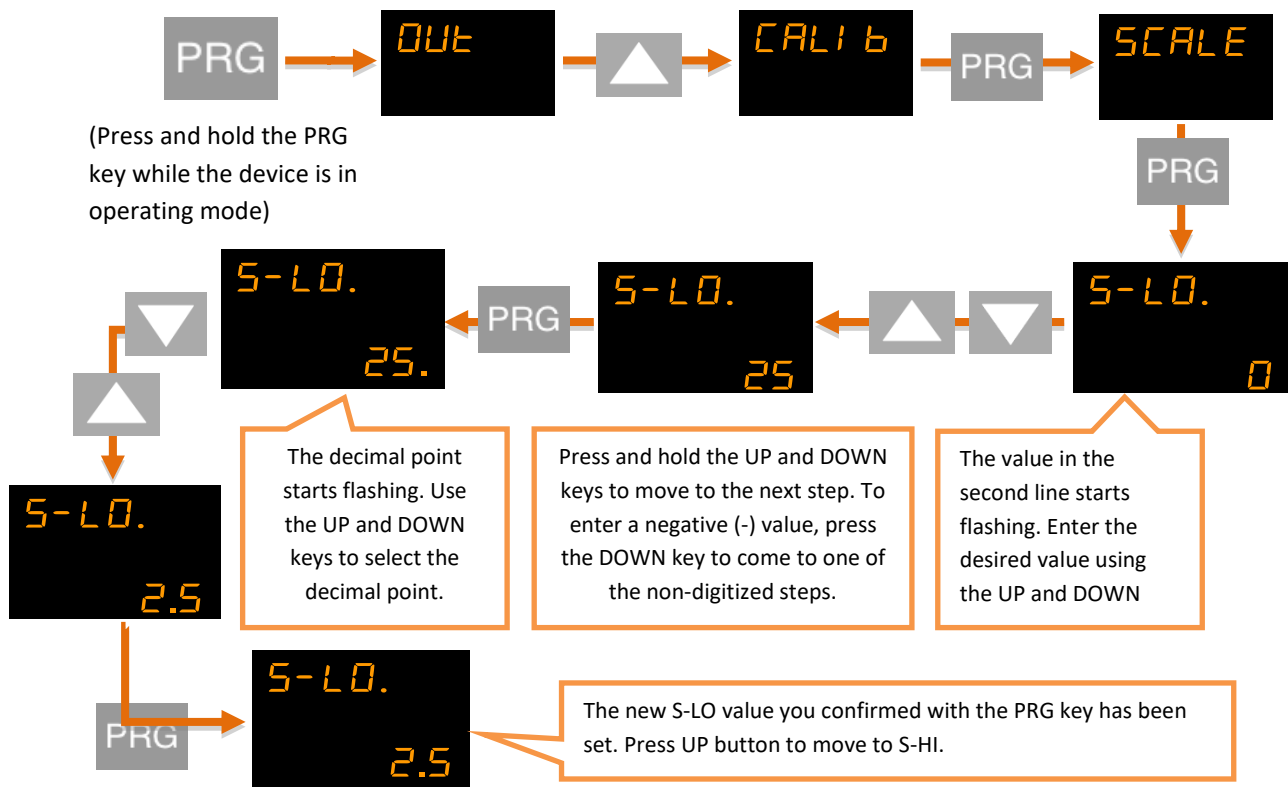 PRG
OUt
CALI b
PRG
SCALE
(Press and hold the PRG
key while the device is in
operating mode)
PRG
S-LO.
0
S-LO.
25
PRG
S-LO.
25.
The value in the
second line starts
flashing. Enter the
desired value using
the UP and DOWN
Press and hold the UP and DOWN
keys to move to the next step. To
enter a negative (-) value, press
the DOWN key to come to one of
the non-digitized steps.
The decimal point
starts flashing. Use
the UP and DOWN
keys to select the
decimal point.
S-LO.
2.5
PRG
S-LO.
2.5
The new S-LO value you confirmed with the PRG key has been
set. Press UP button to move to S-HI.